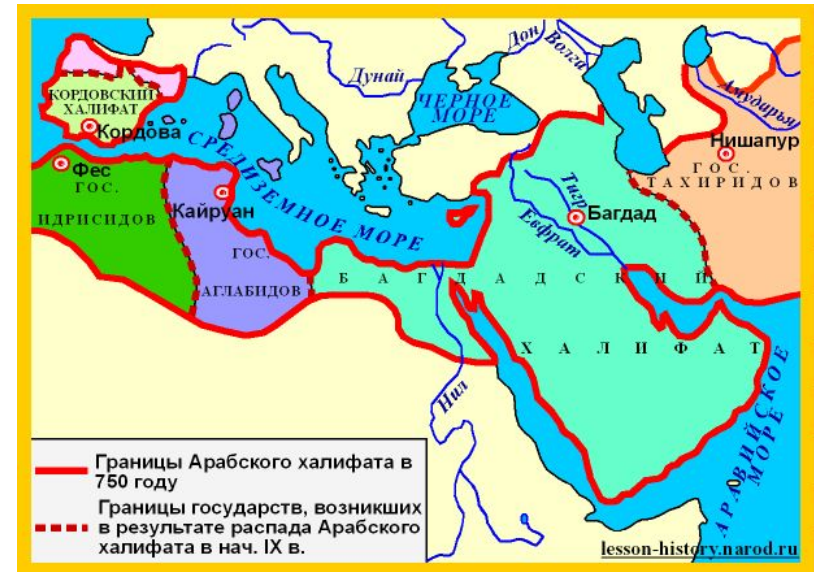 Дон
Волга
Дунай
Амударья
КОРДОВСКИЙ
ХАЛИФАТ
Кордова
ЧЕРНОЕ
МОРЕ
СРЕДИЗЕМНОЕ МОРЕ
Нишапур
ГОС.
ТАХИРИДОВ
Фес
ГОС.
ИДРИСИДОВ
Кайруан
ГОС.
АГЛАБИДОВ
Тигр
Евфрат
Багдад
БАГДАДСКИЙ
ХАЛИФАТ
Нил
АРАВИЙСКОЕ
МОРЕ
Границы Арабского халифата в
750 году
Границы государств, возникших
в результате распада Арабского
халифата в нач. IX в.
lesson-history.narod.ru